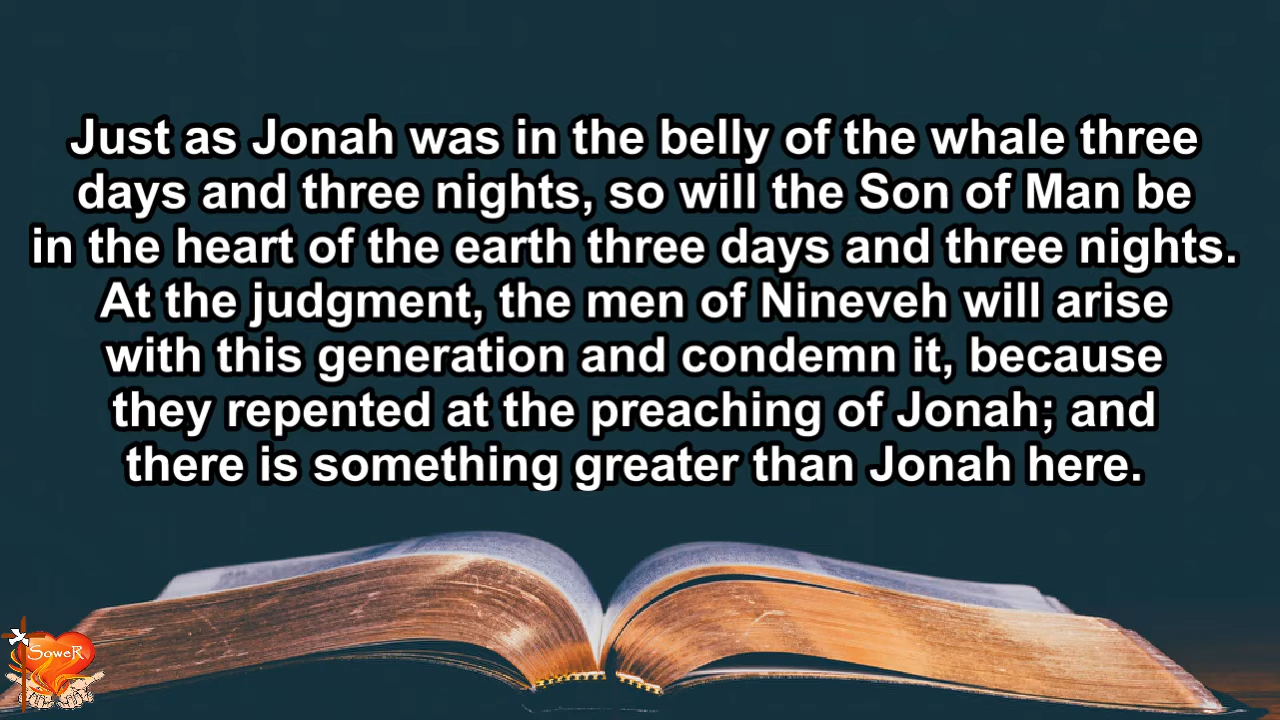 Just as Jonah was in the belly of the whale three
days and three nights, so will the Son of Man be
in the heart of the earth three days and three nights.
At the judgment, the men of Nineveh will arise
with this generation and condemn it, because
they repented at the preaching of Jonah; and
there is something greater than Jonah here.
SoweR